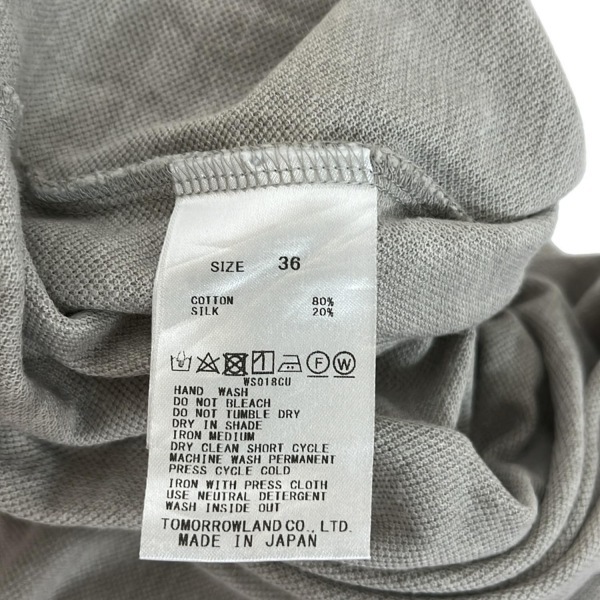 SIZE 36
COTTON 80%
SILK 20%
WS018CU
HAND WASH
DO NOT BLEACH
DO NOT TUMBLE DRY
DRY IN SHADE
IRON MEDIUM
DRY CLEAN SHORT CYCLE
MACHINE WASH PERMANENT
PRESS CYCLE COLD
IRON WITH PRESS CLOTH
USE NEUTRAL DETERGENT
WASH INSIDE OUT
TOMORROWLAND CO., LTD.
MADE IN JAPAN